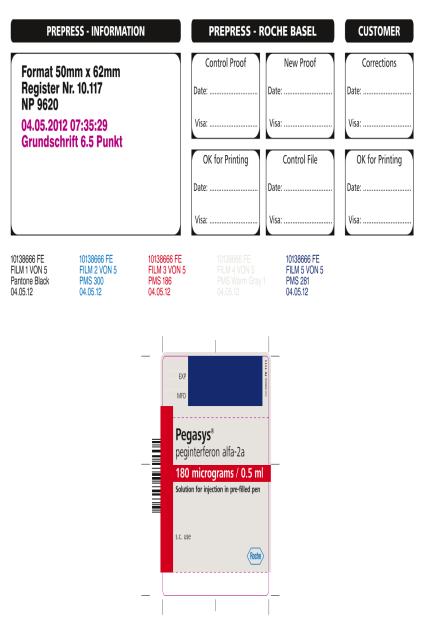 PREPRESS - INFORMATION
PREPRESS - ROCHE BASEL
CUSTOMER
Format 50mm x 62mm
Register Nr. 10.117
NP 9620
04.05.2012 07:35:29
Grundschrift 6.5 Punkt
Control Proof
Date: ........................
Visa: ........................
New Proof
Date: ........................
Visa: ........................
Corrections
Date: ........................
Visa: ........................
OK for Printing
Date: ........................
Visa: ........................
Control File
Date: ........................
Visa: ........................
OK for Printing
Date: ........................
Visa: ........................
10138666 FE
FILM 1 VON 5
Pantone Black
04.05.12
10138666 FE
FILM 2 VON 5
PMS 300
04.05.12
10138666 FE
FILM 3 VON 5
PMS 186
04.05.12
10138666 FE
FILM 4 VON 5
PMS Warm Gray 1
04.05.12
10138666 FE
FILM 5 VON 5
PMS 281
04.05.12
EXP
MFD
Pegasys®
peginterferon alfa-2a
180 micrograms / 0.5 ml
Solution for injection in pre-filled pen
s.c. use
Roche